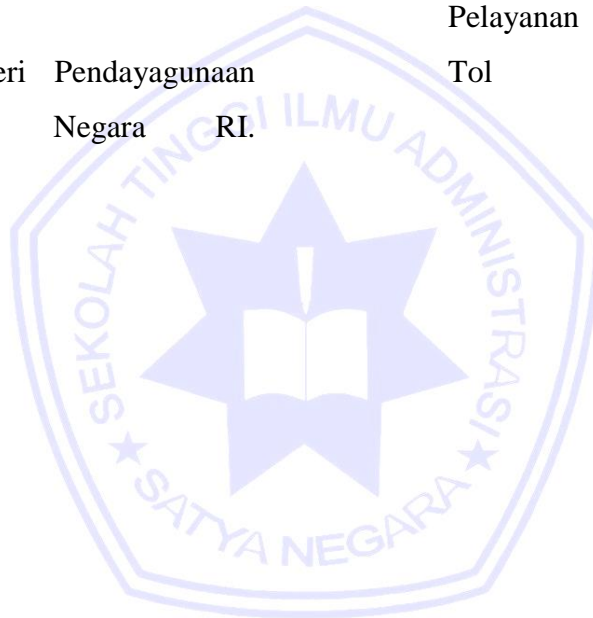 Pelayanan
eri Pendayagunaan
Tol
Negara RI.
SEKOLAH TINGGI ILMU ADMINISTRASI
★ SATYA NEGARA ★